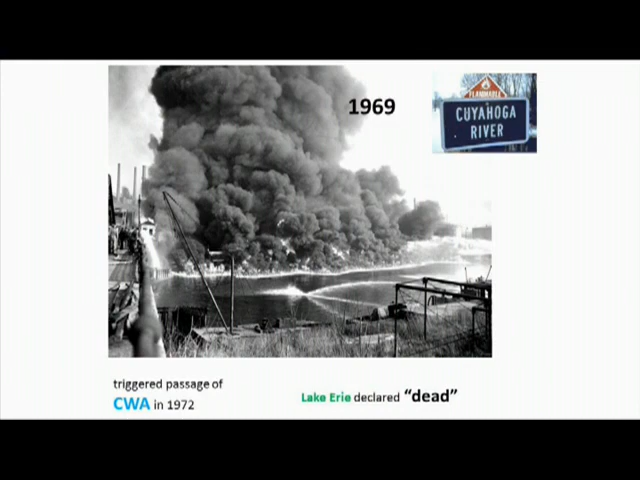 1969
FLAMMABLE
CUYAHOGA
RIVER
triggered passage of
CWA in 1972
Lake Erie declared "dead"